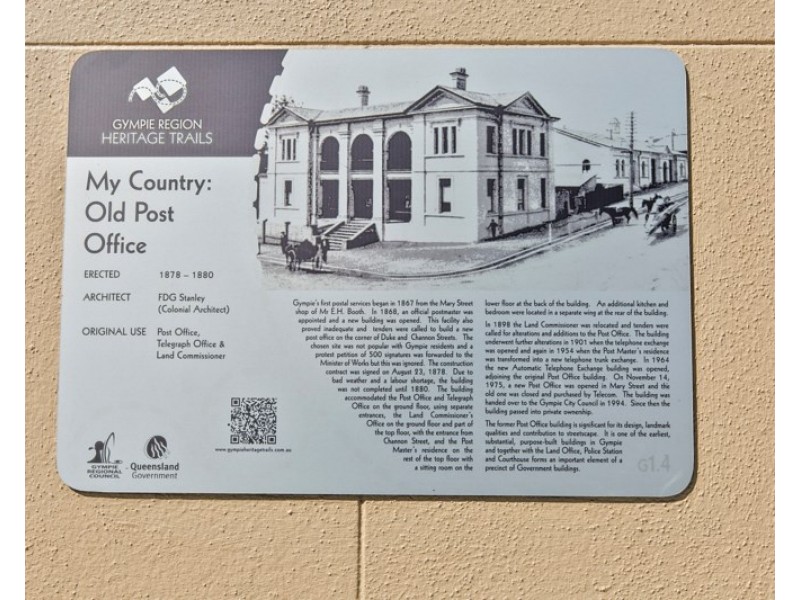 GYMPIE REGION
HERITAGE TRAILS
My Country:
Old Post
Office
ERECTED 1878 – 1880
ARCHITECT FDG Stanley
(Colonial Architect)
ORIGINAL USE Post Office,
Telegraph Office &
Land Commissioner
GYMPIE
REGIONAL
COUNCIL
Queensland
Government
www.gympieheritagetrails.com.au
Gympie's first postal services began in 1867 from the Mary Street
shop of Mr E.H. Booth. In 1868, an official postmaster was
appointed and a new building was opened. This facility also
proved inadequate and tenders were called to build a new
post office on the corner of Duke and Channon Streets. The
chosen site was not popular with Gympie residents and a
protest petition of 500 signatures was forwarded to the
Minister of Works but this was ignored. The construction
contract was signed on August 23, 1878. Due to
bad weather and a labour shortage, the building
was not completed until 1880. The building
accommodated the Post Office and Telegraph
Office on the ground floor, using separate
entrances, the Land Commissioner's
Office on the ground floor and part of
the top floor, with the entrance from
Channon Street, and the Post
Master's residence on the
rest of the top floor with
a sitting room on the
lower floor at the back of the building. An additional kitchen and
bedroom were located in a separate wing at the rear of the building.
In 1898 the Land Commissioner was relocated and tenders were
called for alterations and additions to the Post Office. The building
underwent further alterations in 1901 when the telephone exchange
was opened and again in 1954 when the Post Master's residence
was transformed into a new telephone trunk exchange. In 1964
the new Automatic Telephone Exchange building was opened,
adjoining the original Post Office building. On November 14,
1975, a new Post Office was opened in Mary Street and the
old one was closed and purchased by Telecom. The building was
handed over to the Gympie City Council in 1994. Since then the
building passed into private ownership.
The former Post Office building is significant for its design, landmark
qualities and contribution to streetscape. It is one of the earliest,
substantial, purpose-built buildings in Gympie
and together with the Land Office, Police Station
and Courthouse forms an important element of a
precinct of Government buildings.
G1.4